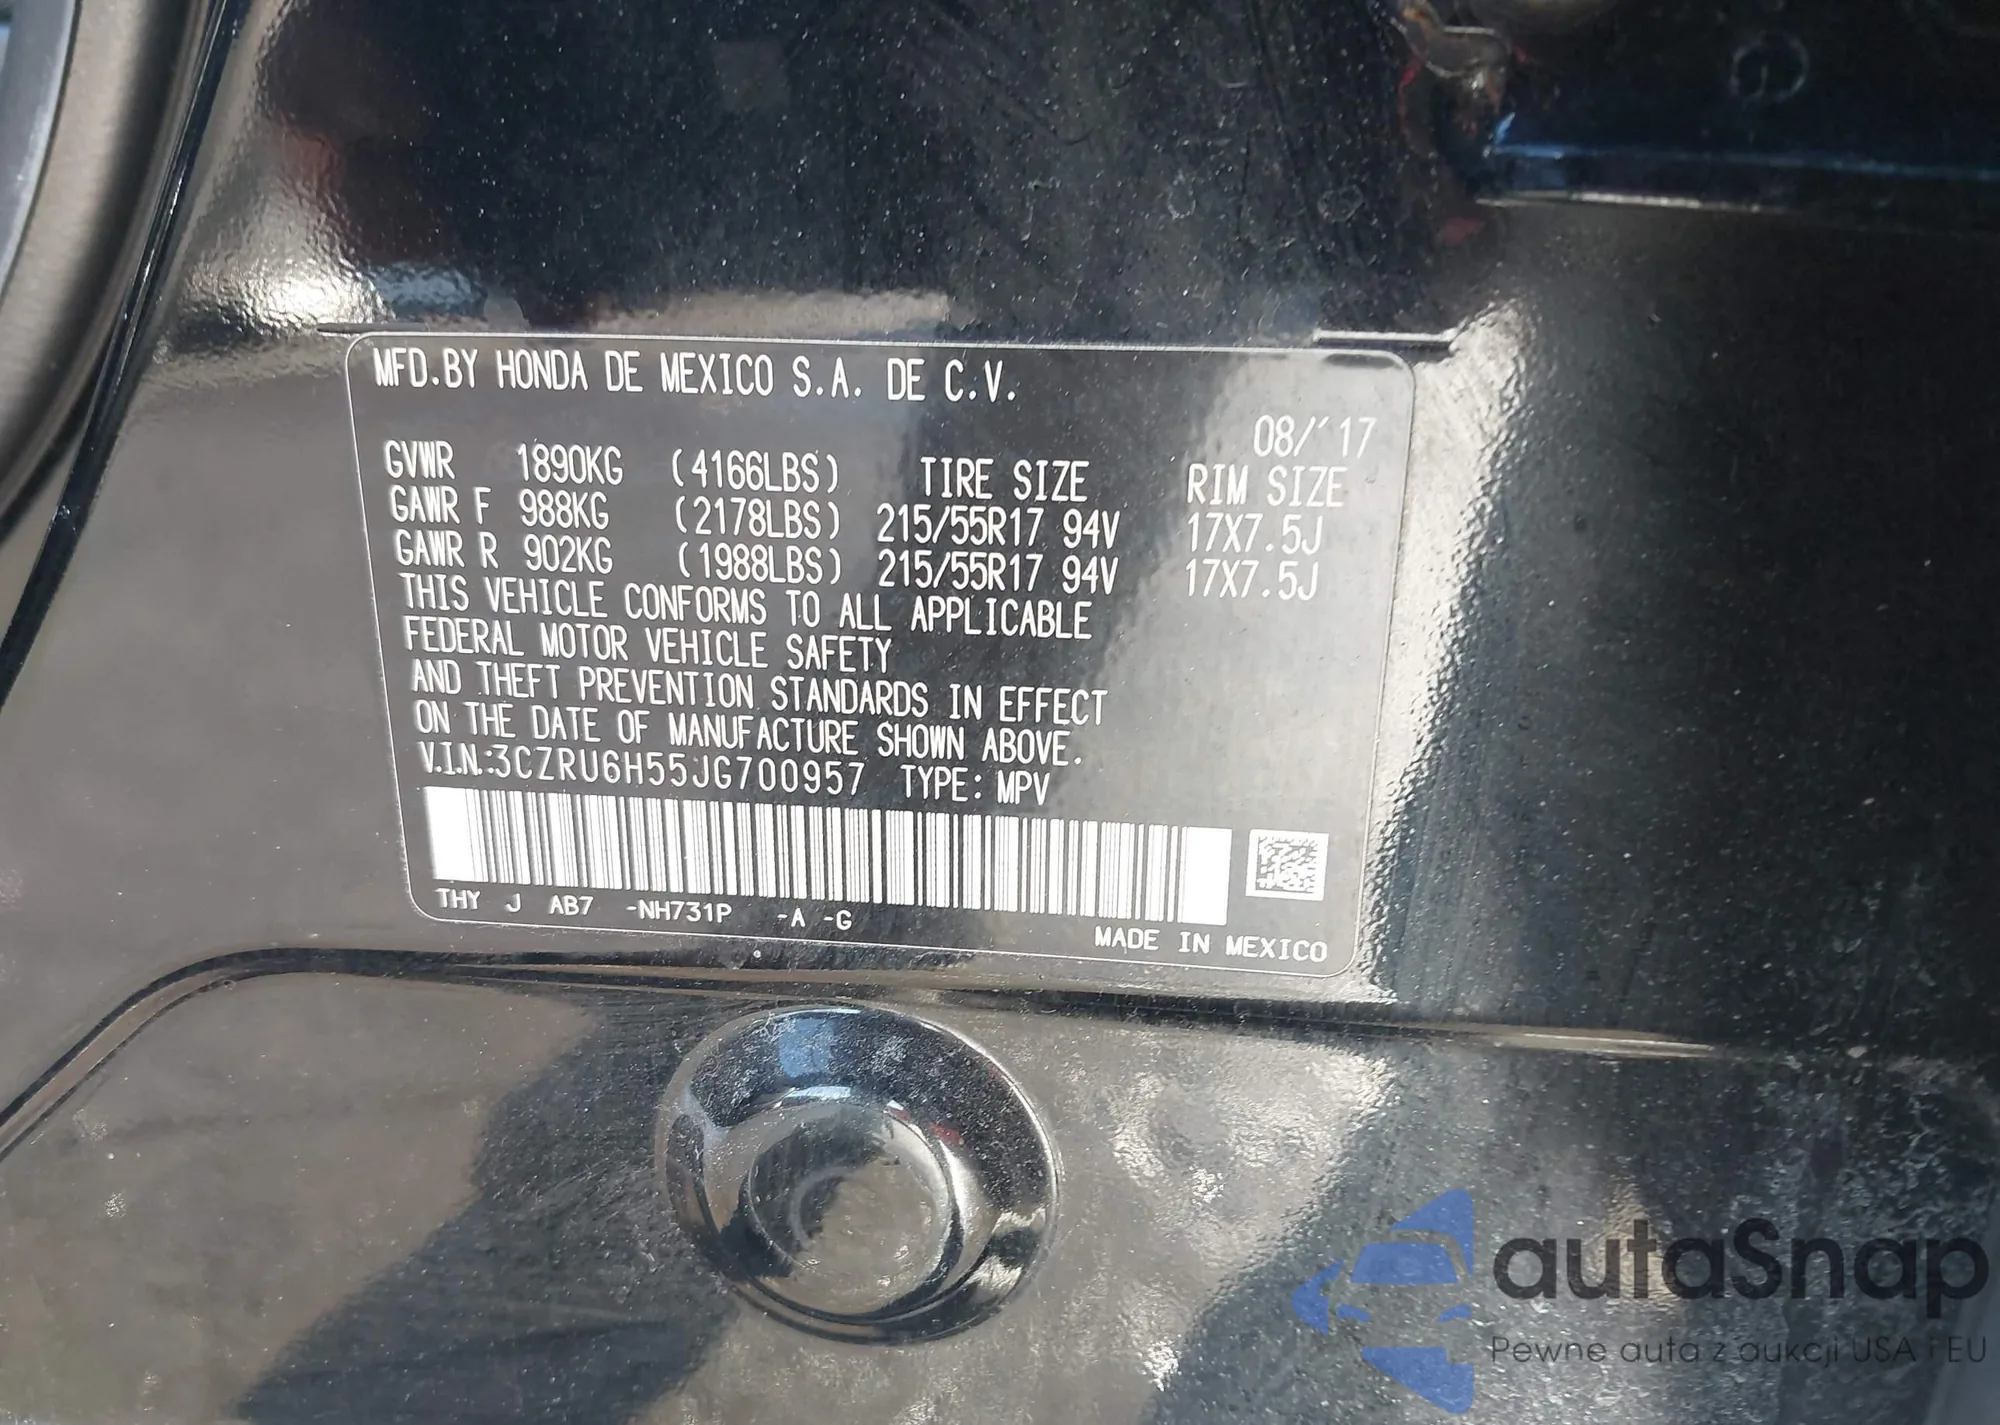 MFD.BY HONDA DE MEXICO S.A. DE C.V.
08/'17
GVWR 1890KG (4166LBS) TIRE SIZE RIM SIZE
GAWR F 988KG (2178LBS) 215/55R17 94V 17X7.5J
GAWR R 902KG (1988LBS) 215/55R17 94V 17X7.5J
THIS VEHICLE CONFORMS TO ALL APPLICABLE
FEDERAL MOTOR VEHICLE SAFETY
AND THEFT PREVENTION STANDARDS IN EFFECT
ON THE DATE OF MANUFACTURE SHOWN ABOVE.
V.I.N.:3CZRU6H55JG700957 TYPE: MPV
THY J AB7 -NH731P -A -G
MADE IN MEXICO
autaSnap
Pewne auta z aukcji USA i EU